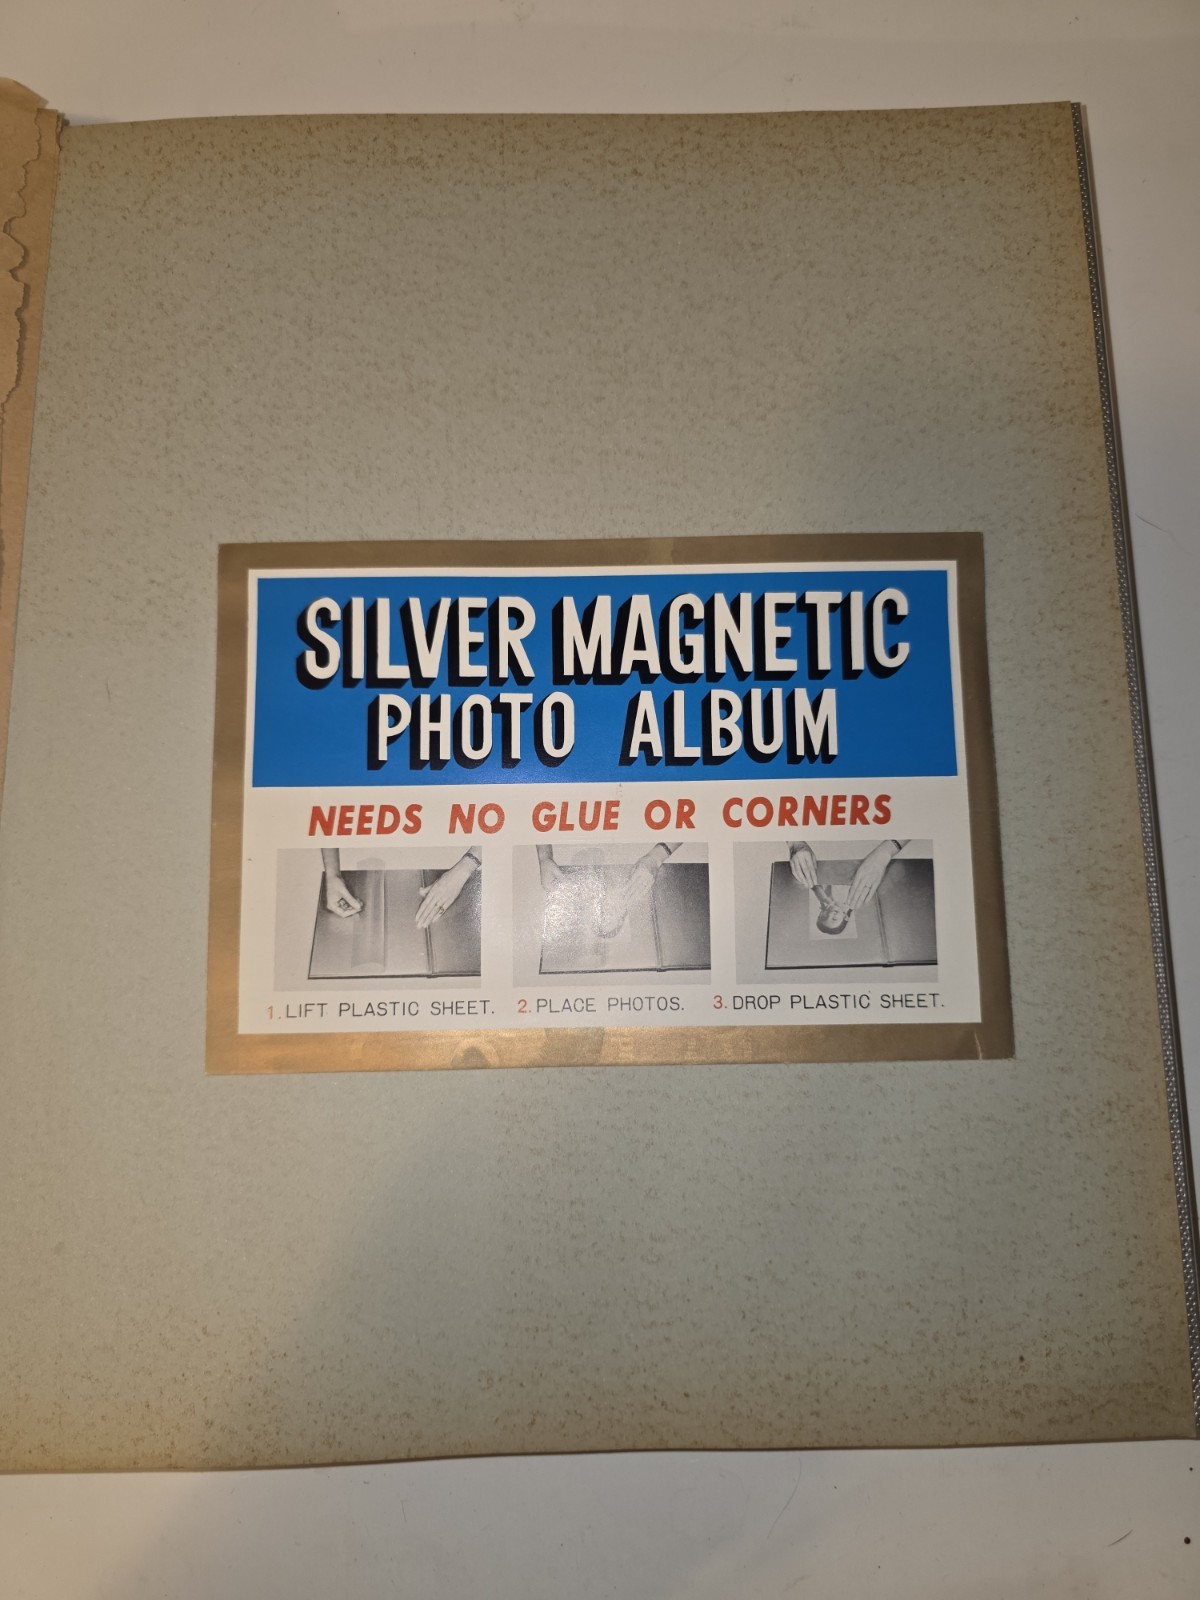 SILVER MAGNETIC
PHOTO ALBUM
NEEDS NO GLUE OR CORNERS
1. LIFT PLASTIC SHEET. 2. PLACE PHOTOS. 3. DROP PLASTIC SHEET.